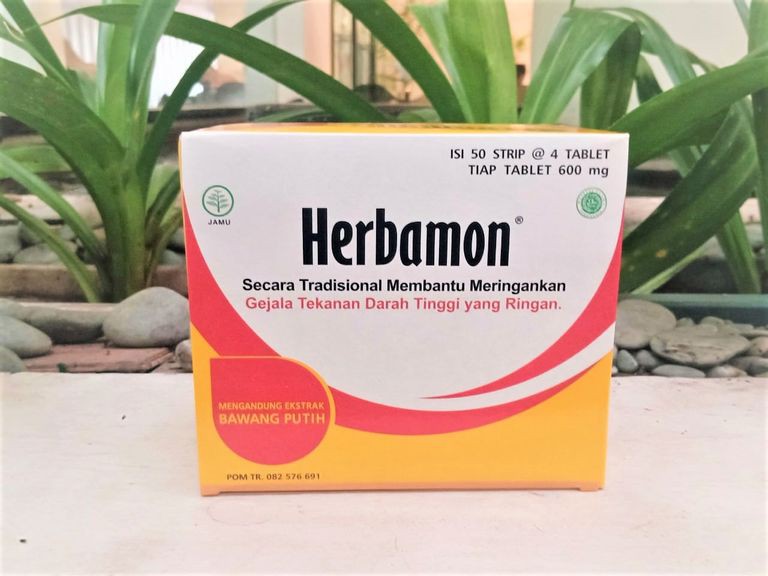 ISI 50 STRIP @ 4 TABLET
TIAP TABLET 600 mg
JAMU
Herbamon®
Secara Tradisional Membantu Meringankan
Gejala Tekanan Darah Tinggi yang Ringan.
MENGANDUNG EKSTRAK
BAWANG PUTIH
POM TR. 082 576 691